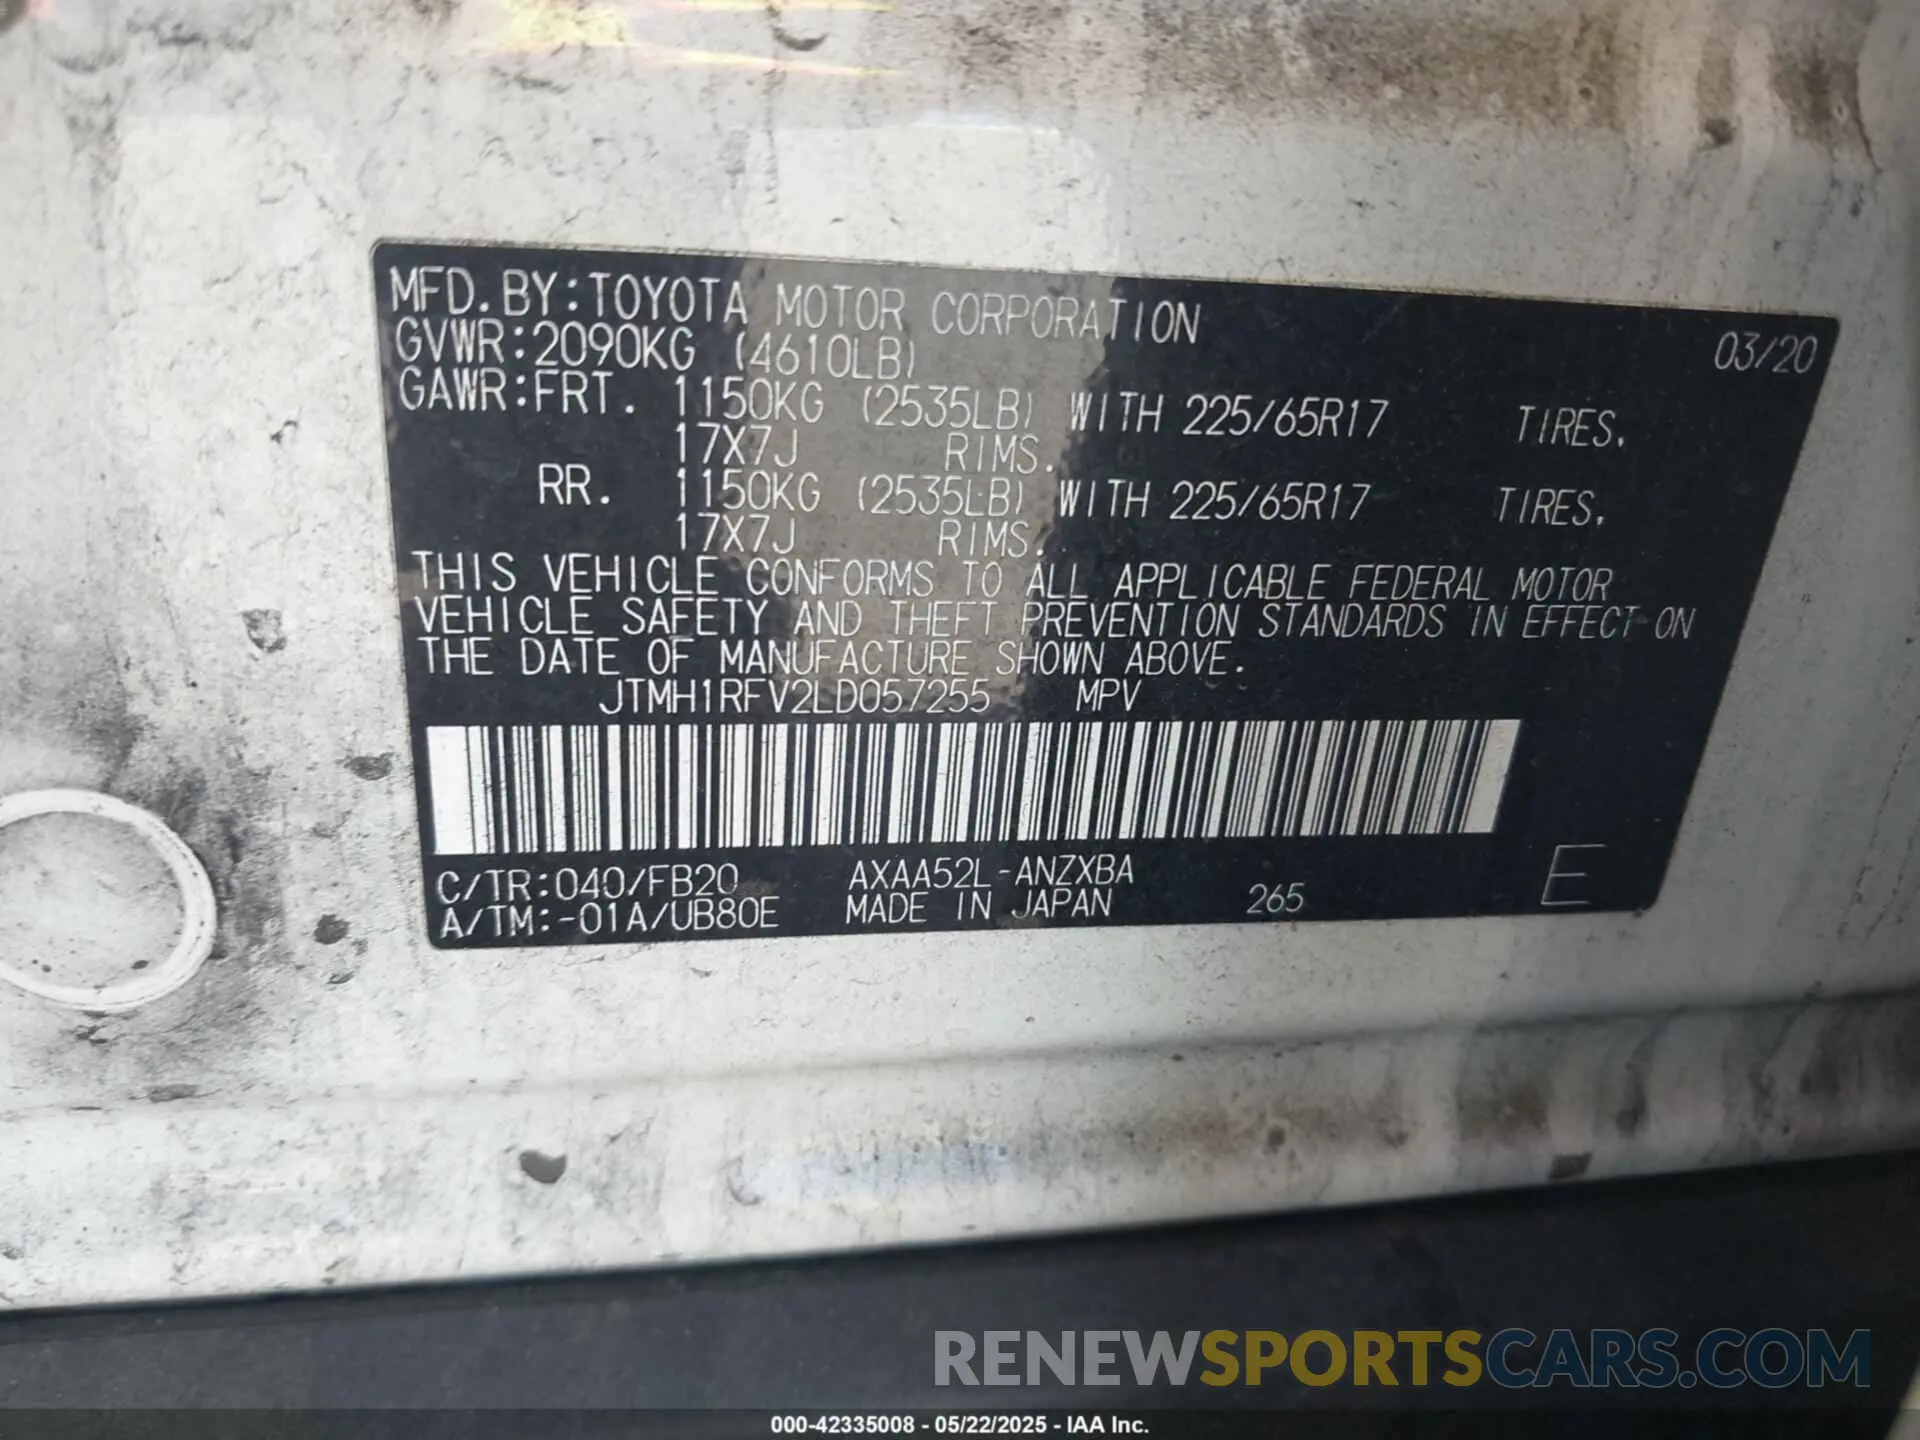 MFD. BY: TOYOTA MOTOR CORPORATION 03/20
GVWR: 2090KG (4610LB)
GAWR: FRT. 1150KG (2535LB) WITH 225/65R17 TIRES.
17X7J RIMS.
RR. 1150KG (2535LB) WITH 225/65R17 TIRES.
17X7J RIMS.
THIS VEHICLE CONFORMS TO ALL APPLICABLE FEDERAL MOTOR
VEHICLE SAFETY AND THEFT PREVENTION STANDARDS IN EFFECT ON
THE DATE OF MANUFACTURE SHOWN ABOVE.
JTMH1RFV2LD057255 MPV
C/TR: 040/FB20 AXAA52L-ANZXBA
A/TM: -01A/UB80E MADE IN JAPAN 265 E
RENEWSPORTSCARS.COM
000-42335008 - 05/22/2025 - IAA Inc.